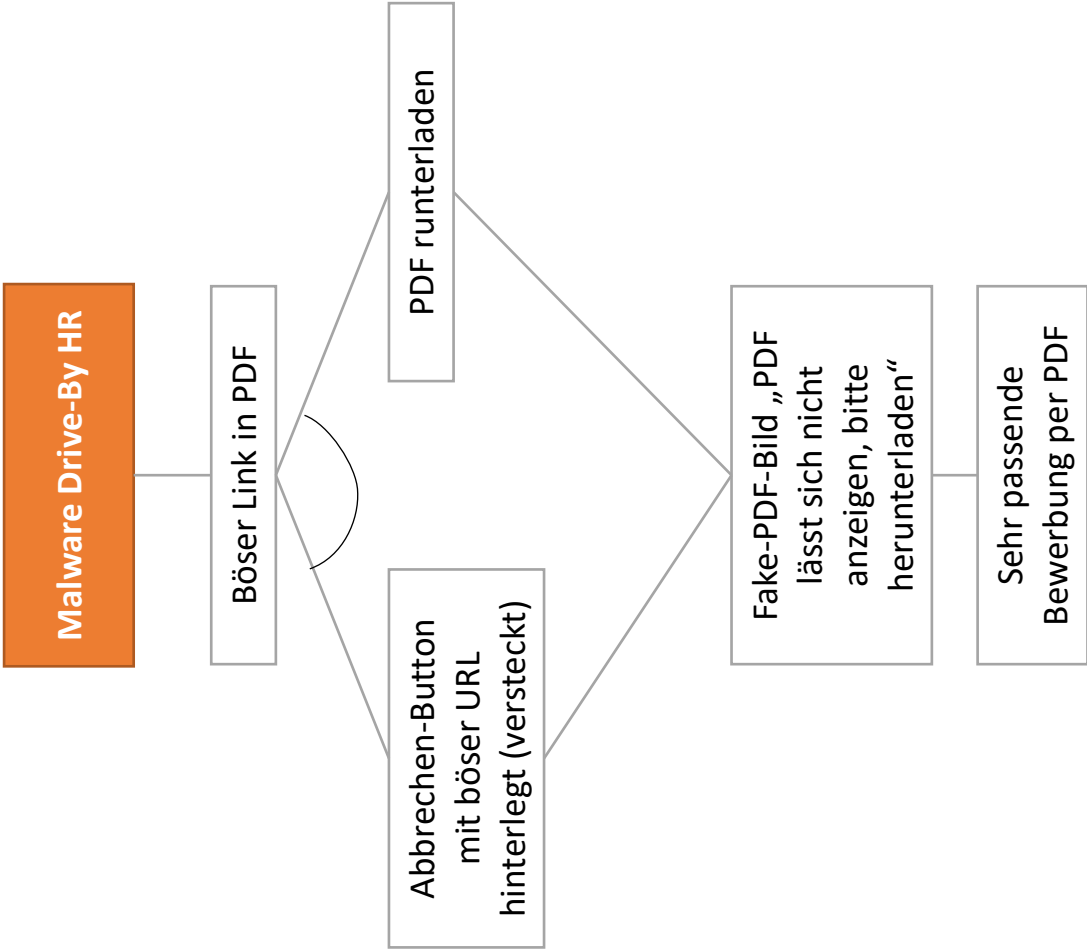 Malware Drive-By HR
Böser Link in PDF
Abbrechen-Button
mit böser URL
hinterlegt (versteckt)
PDF runterladen
Fake-PDF-Bild „PDF
lässt sich nicht
anzeigen, bitte
herunterladen“
Sehr passende
Bewerbung per PDF